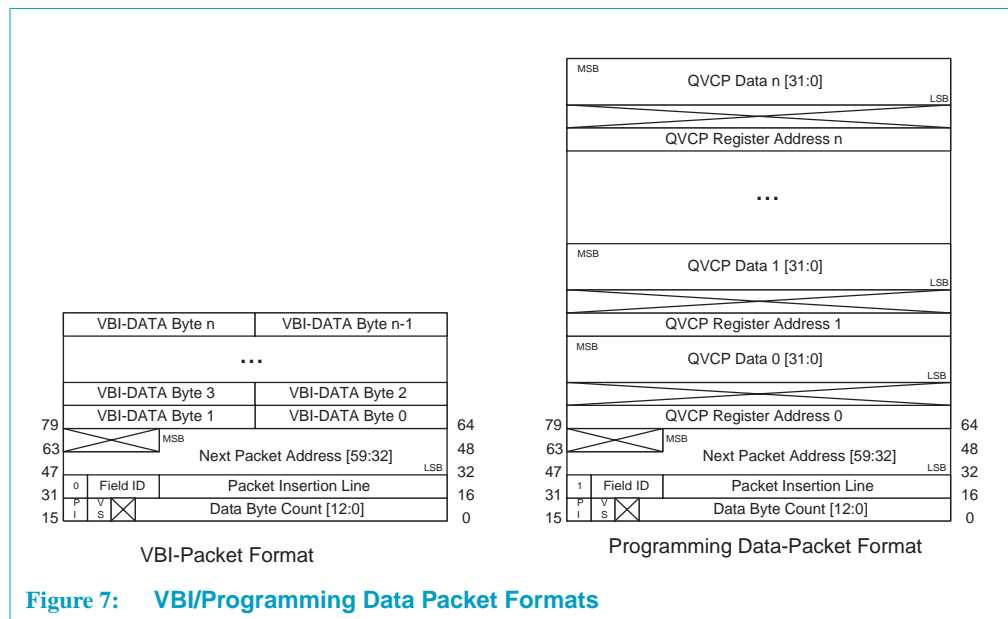 VBI-DATA Byte n VBI-DATA Byte n-1
...
VBI-DATA Byte 3 VBI-DATA Byte 2
VBI-DATA Byte 1 VBI-DATA Byte 0
79 64
MSB
63 Next Packet Address [59:32] 48
LSB
47 32
0 Field ID Packet Insertion Line
31 16
P I V S Data Byte Count [12:0]
15 0
VBI-Packet Format
MSB
QVCP Data n [31:0]
LSB
QVCP Register Address n
...
MSB
QVCP Data 1 [31:0]
LSB
QVCP Register Address 1
MSB
QVCP Data 0 [31:0]
LSB
QVCP Register Address 0
79 64
MSB
63 Next Packet Address [59:32] 48
LSB
47 32
1 Field ID Packet Insertion Line
31 16
P I V S Data Byte Count [12:0]
15 0
Programming Data-Packet Format
Figure 7: VBI/Programming Data Packet Formats